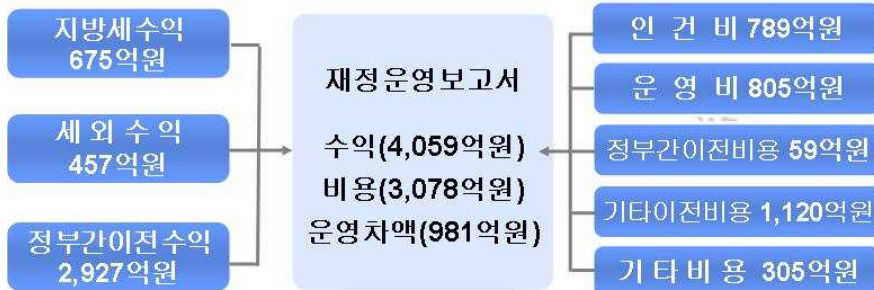 지방세수익
675억원
세 외 수 익
457억원
정부간이전수익
2,927억원
재정운영보고서
수익(4,059억원)
비용(3,078억원)
운영차액(981억원)
인 건 비 789억원
운 영 비 805억원
정부간이전비용 59억원
기타이전비용 1,120억원
기 타 비 용 305억원